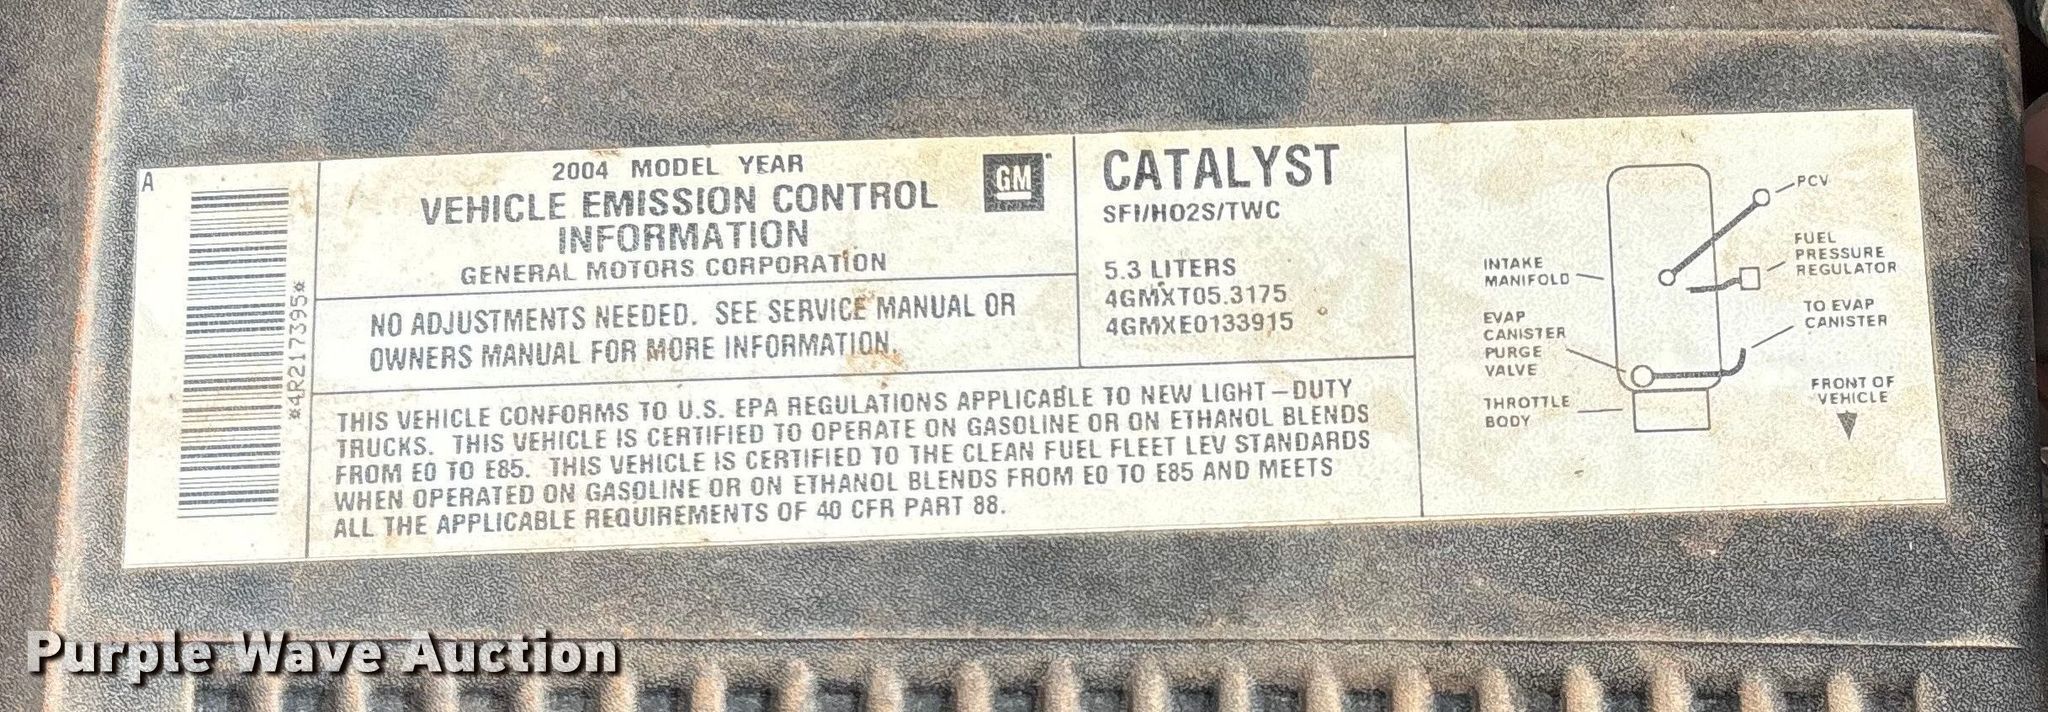 A
*4R217395*
2004 MODEL YEAR
VEHICLE EMISSION CONTROL
INFORMATION
GENERAL MOTORS CORPORATION
GM
NO ADJUSTMENTS NEEDED. SEE SERVICE MANUAL OR
OWNERS MANUAL FOR MORE INFORMATION.
CATALYST
SFI/HO2S/TWC
5.3 LITERS
4GMXT05.3175
4GMXE0133915
THIS VEHICLE CONFORMS TO U.S. EPA REGULATIONS APPLICABLE TO NEW LIGHT-DUTY
TRUCKS. THIS VEHICLE IS CERTIFIED TO OPERATE ON GASOLINE OR ON ETHANOL BLENDS
FROM E0 TO E85. THIS VEHICLE IS CERTIFIED TO THE CLEAN FUEL FLEET LEV STANDARDS
WHEN OPERATED ON GASOLINE OR ON ETHANOL BLENDS FROM E0 TO E85 AND MEETS
ALL THE APPLICABLE REQUIREMENTS OF 40 CFR PART 88.
INTAKE
MANIFOLD
EVAP
CANISTER
PURGE
VALVE
THROTTLE
BODY
PCV
FUEL
PRESSURE
REGULATOR
TO EVAP
CANISTER
FRONT OF
VEHICLE
Purple Wave Auction